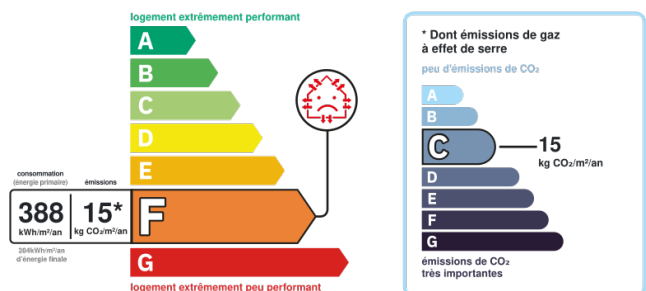 logement extrêmement performant
A
B
C
D
E
consommation
(énergie primaire)
émissions
388
kWh/m²/an
15*
kg CO₂/m²/an
F
384kWh/m²/an
d'énergie finale
G
logement extrêmement peu performant
* Dont émissions de gaz
à effet de serre
peu d'émissions de CO₂
A
B
C
15
kg CO₂/m²/an
D
E
F
G
émissions de CO₂
très importantes